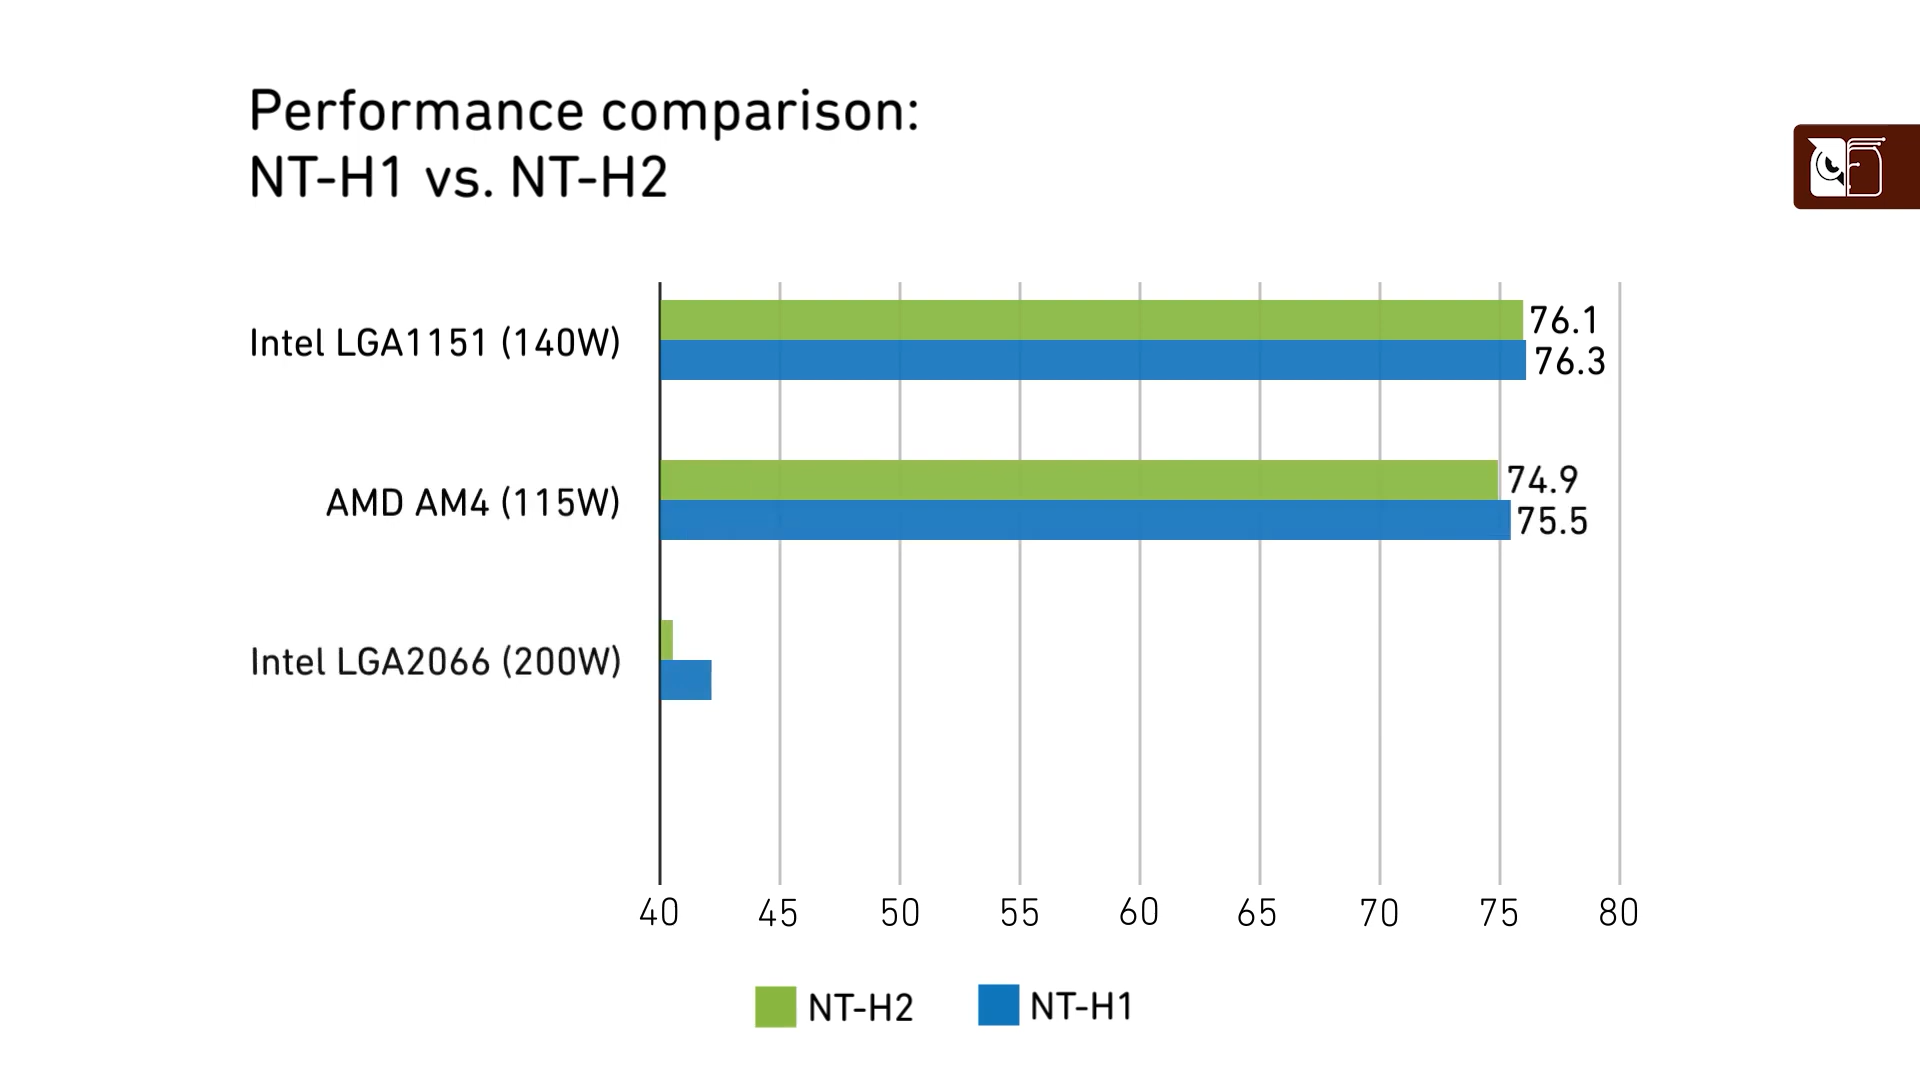 Performance comparison:
NT-H1 vs. NT-H2
Intel LGA1151 (140W)
76.1
76.3
AMD AM4 (115W)
74.9
75.5
Intel LGA2066 (200W)
40 45 50 55 60 65 70 75 80
NT-H2 NT-H1